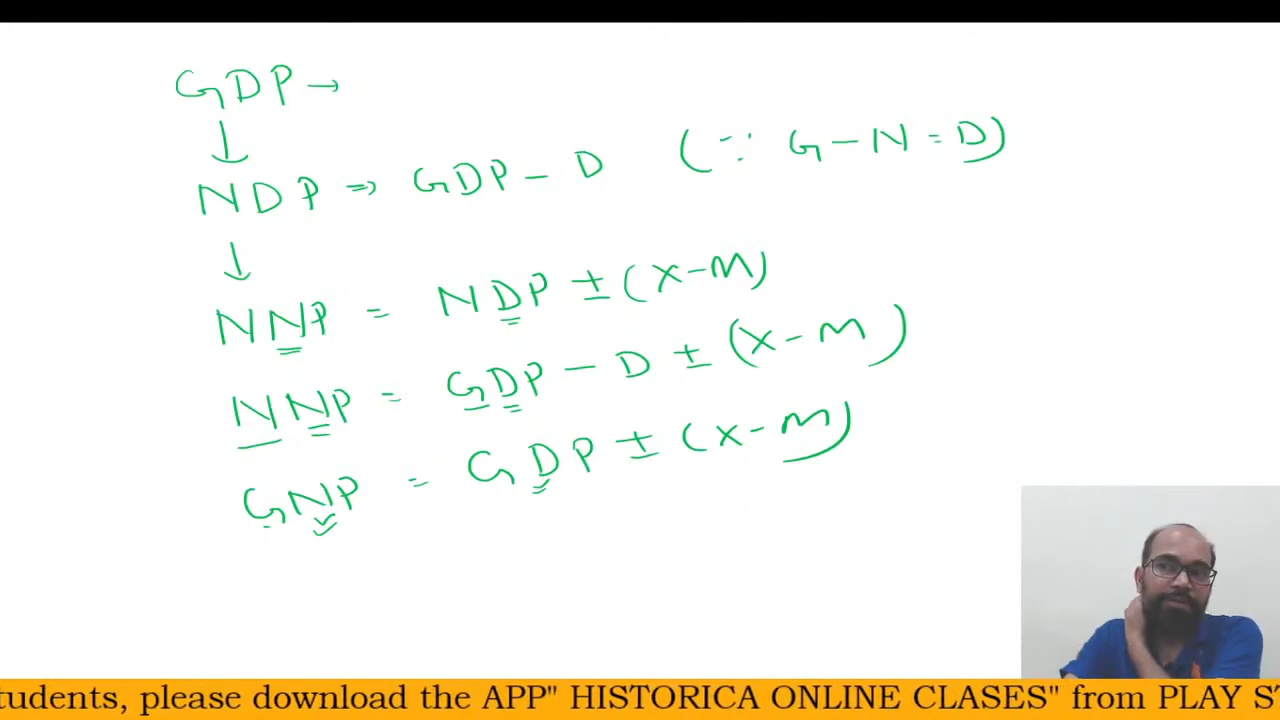 GDP →
↓
NDP ⇒ GDP - D (∵ G - N = D)
↓
NNP = NDP ± (X-M)
NNP = GDP - D ± (X-M)
GNP = GDP ± (X-M)
tudents, please download the APP" HISTORICA ONLINE CLASES" from PLAY S